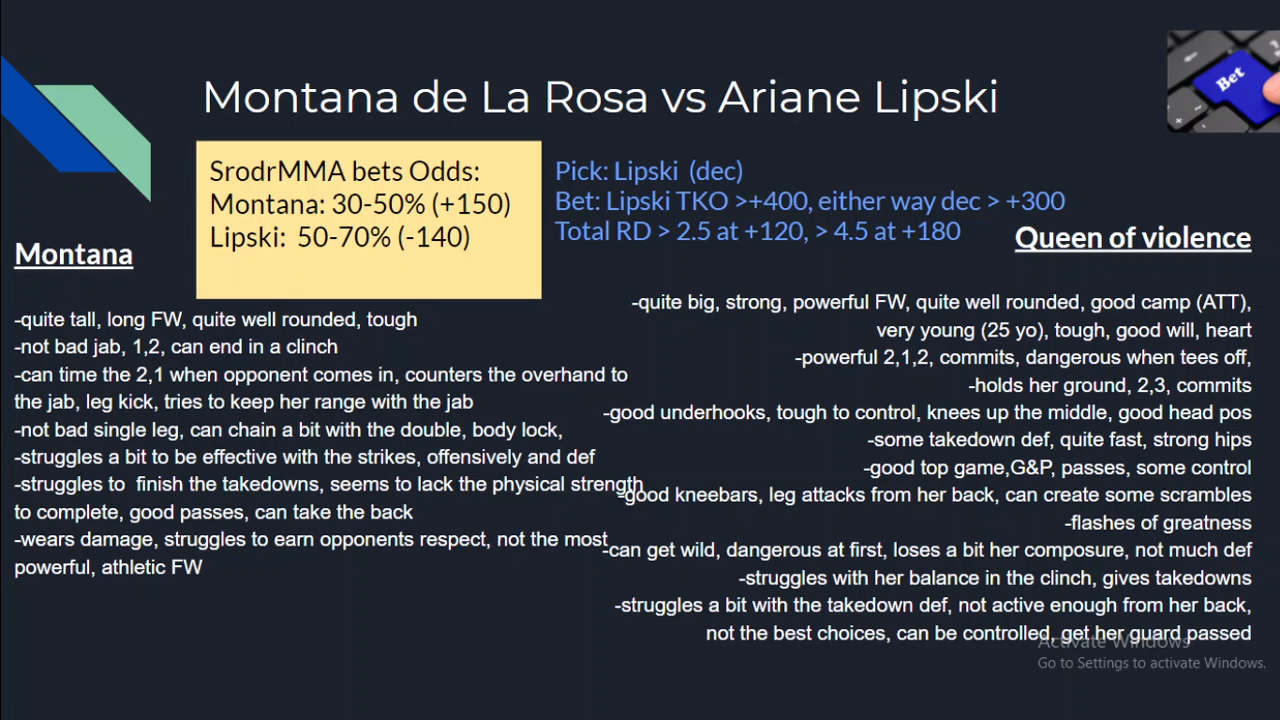 Bet
Montana de La Rosa vs Ariane Lipski
SrodrMMA bets Odds:
Montana: 30-50% (+150)
Lipski: 50-70% (-140)
Pick: Lipski (dec)
Bet: Lipski TKO >+400, either way dec > +300
Total RD > 2.5 at +120, > 4.5 at +180
Montana
-quite tall, long FW, quite well rounded, tough
-not bad jab, 1,2, can end in a clinch
-can time the 2,1 when opponent comes in, counters the overhand to
the jab, leg kick, tries to keep her range with the jab
-not bad single leg, can chain a bit with the double, body lock,
-struggles a bit to be effective with the strikes, offensively and def
-struggles to finish the takedowns, seems to lack the physical strength
to complete, good passes, can take the back
-wears damage, struggles to earn opponents respect, not the most
powerful, athletic FW
Queen of violence
-quite big, strong, powerful FW, quite well rounded, good camp (ATT),
very young (25 yo), tough, good will, heart
-powerful 2,1,2, commits, dangerous when tees off,
-holds her ground, 2,3, commits
-good underhooks, tough to control, knees up the middle, good head pos
-some takedown def, quite fast, strong hips
-good top game,G&P, passes, some control
-good kneebars, leg attacks from her back, can create some scrambles
-flashes of greatness
-can get wild, dangerous at first, loses a bit her composure, not much def
-struggles with her balance in the clinch, gives takedowns
-struggles a bit with the takedown def, not active enough from her back,
not the best choices, can be controlled, get her guard passed
Activate Windows
Go to Settings to activate Windows.